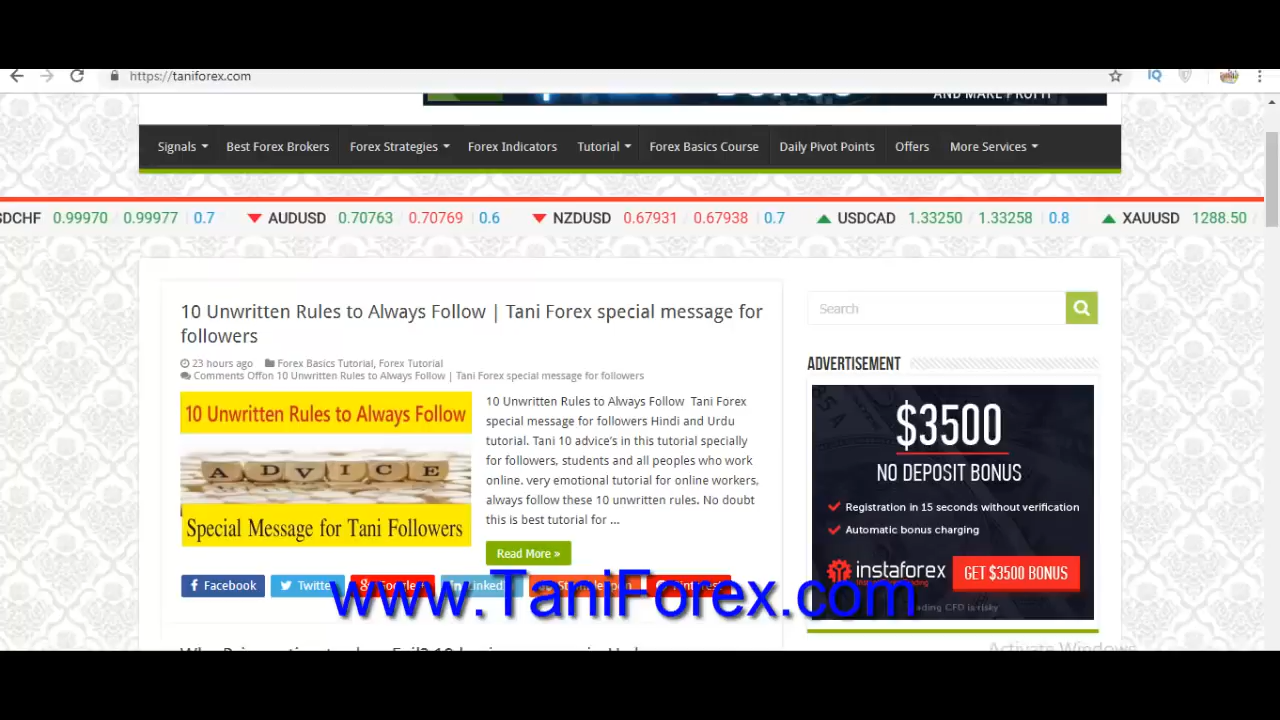 https://taniforex.com
AND MAKE PROFIT
Signals
Best Forex Brokers
Forex Strategies
Forex Indicators
Tutorial
Forex Basics Course
Daily Pivot Points
Offers
More Services
SDCHF 0.99970 / 0.99977 0.7
AUDUSD 0.70763 / 0.70769 0.6
NZDUSD 0.67931 / 0.67938 0.7
USDCAD 1.33250 / 1.33258 0.8
XAUUSD 1288.50
10 Unwritten Rules to Always Follow | Tani Forex special message for
followers
23 hours ago
Forex Basics Tutorial, Forex Tutorial
Comments Offon 10 Unwritten Rules to Always Follow | Tani Forex special message for followers
10 Unwritten Rules to Always Follow
ADVICE
Special Message for Tani Followers
10 Unwritten Rules to Always Follow Tani Forex
special message for followers Hindi and Urdu
tutorial. Tani 10 advice's in this tutorial specially
for followers, students and all peoples who work
online. very emotional tutorial for online workers,
always follow these 10 unwritten rules. No doubt
this is best tutorial for ...
Read More »
Facebook
Twitte
www.TaniForex.com
Search
ADVERTISEMENT
$3500
NO DEPOSIT BONUS
Registration in 15 seconds without verification
Automatic bonus charging
instaforex
GET $3500 BONUS
ading CFD is risky
Activate Windows